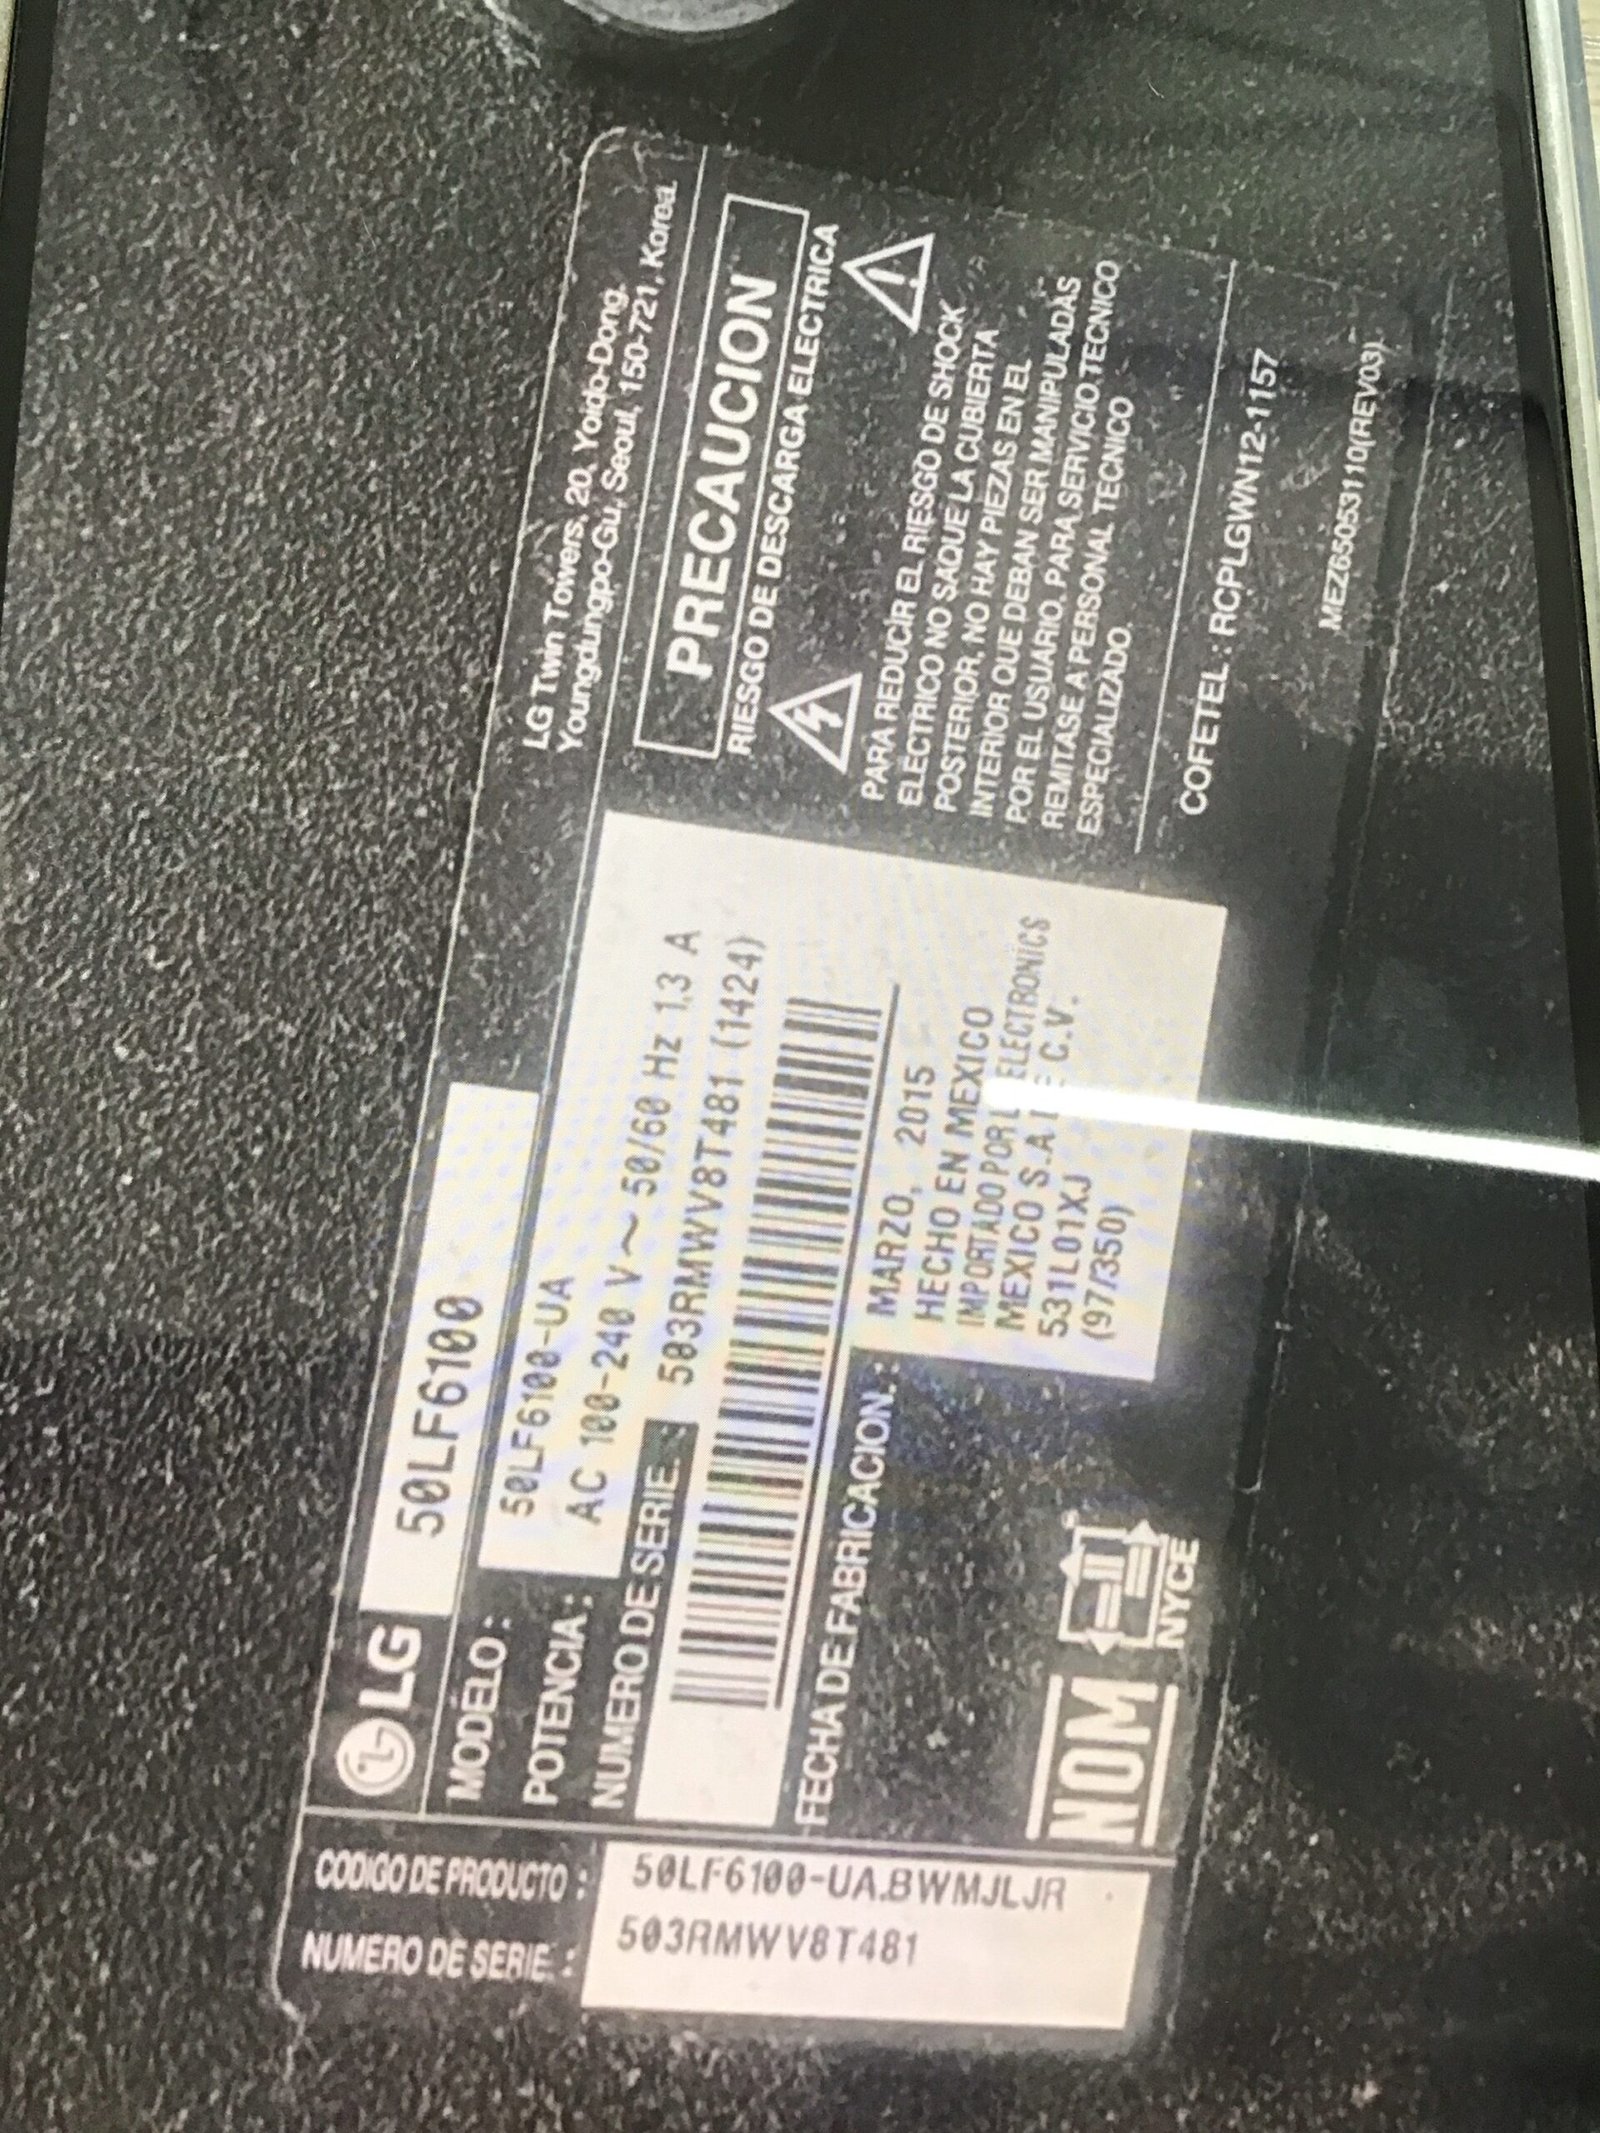 LG 50LF6100
MODELO : 50LF6100-UA
POTENCIA : AC 100-240 V ~ 50/60 Hz 1,3 A
NUMERO DE SERIE : 503RMWV8T481 (1424)
FECHA DE FABRICACION : MARZO, 2015
HECHO EN MEXICO
IMPORTADO POR ELECTRONICS
MEXICO S.A C.V.
531L01XJ
(97/350)
NOM
NYCE
LG Twin Towers, 20, Yoido-Dong,
Youngdungpo-Gu, Seoul, 150-721, Korea
PRECAUCION
RIESGO DE DESCARGA ELECTRICA
PARA REDUCIR EL RIESGO DE SHOCK
ELECTRICO NO SAQUE LA CUBIERTA
POSTERIOR, NO HAY PIEZAS EN EL
INTERIOR QUE DEBAN SER MANIPULADAS
POR EL USUARIO, PARA SERVICIO TECNICO
REMITASE A PERSONAL TECNICO
ESPECIALIZADO.
COFETEL : RCPLGWN12-1157
MEZ65053110(REV03)
CODIGO DE PRODUCTO : 50LF6100-UA.BWMJLJR
NUMERO DE SERIE : 503RMWV8T481